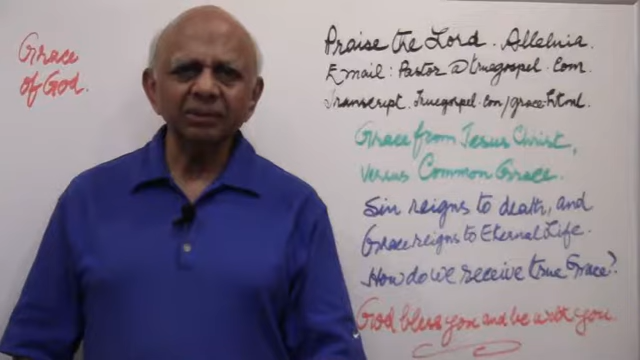 Grace
of God.
Praise the Lord. Alleluia.
Email: Pastor@truegospel.com.
Transcript. truegospel.com/grace.html.
Grace from Jesus Christ,
versus Common Grace.
Sin reigns to death, and
Grace reigns to Eternal Life.
How do we receive true Grace?
God bless you and be with you